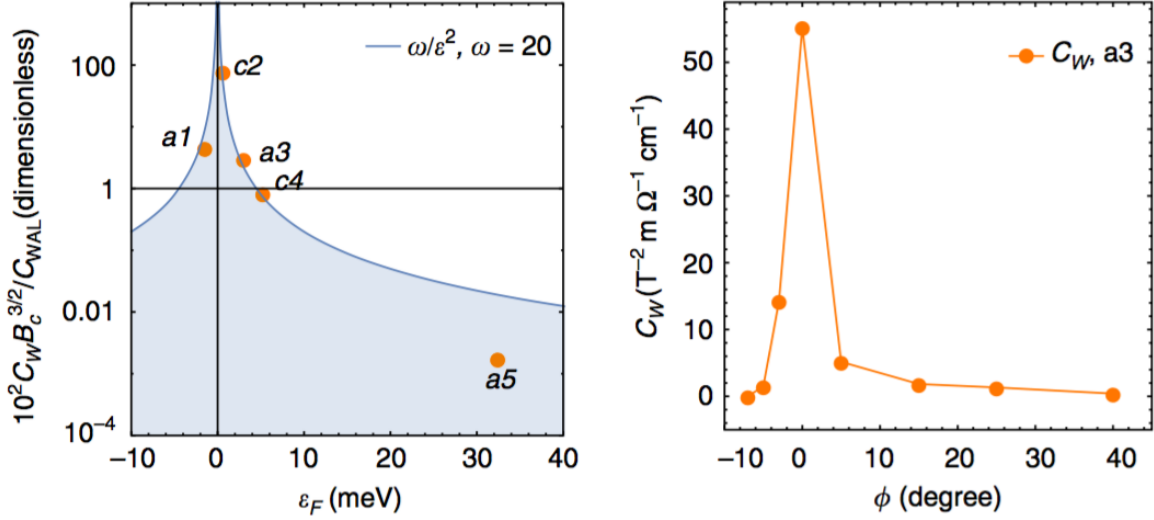 10²C_W B_c^{3/2}/C_WAL(dimensionless)
100
1
0.01
10⁻⁴
ω/ε², ω = 20
c2
a1
a3
c4
a5
−10 0 10 20 30 40
ε_F (meV)
C_W(T⁻² m Ω⁻¹ cm⁻¹)
50
40
30
20
10
0
C_W, a3
−10 0 10 20 30 40
ϕ (degree)